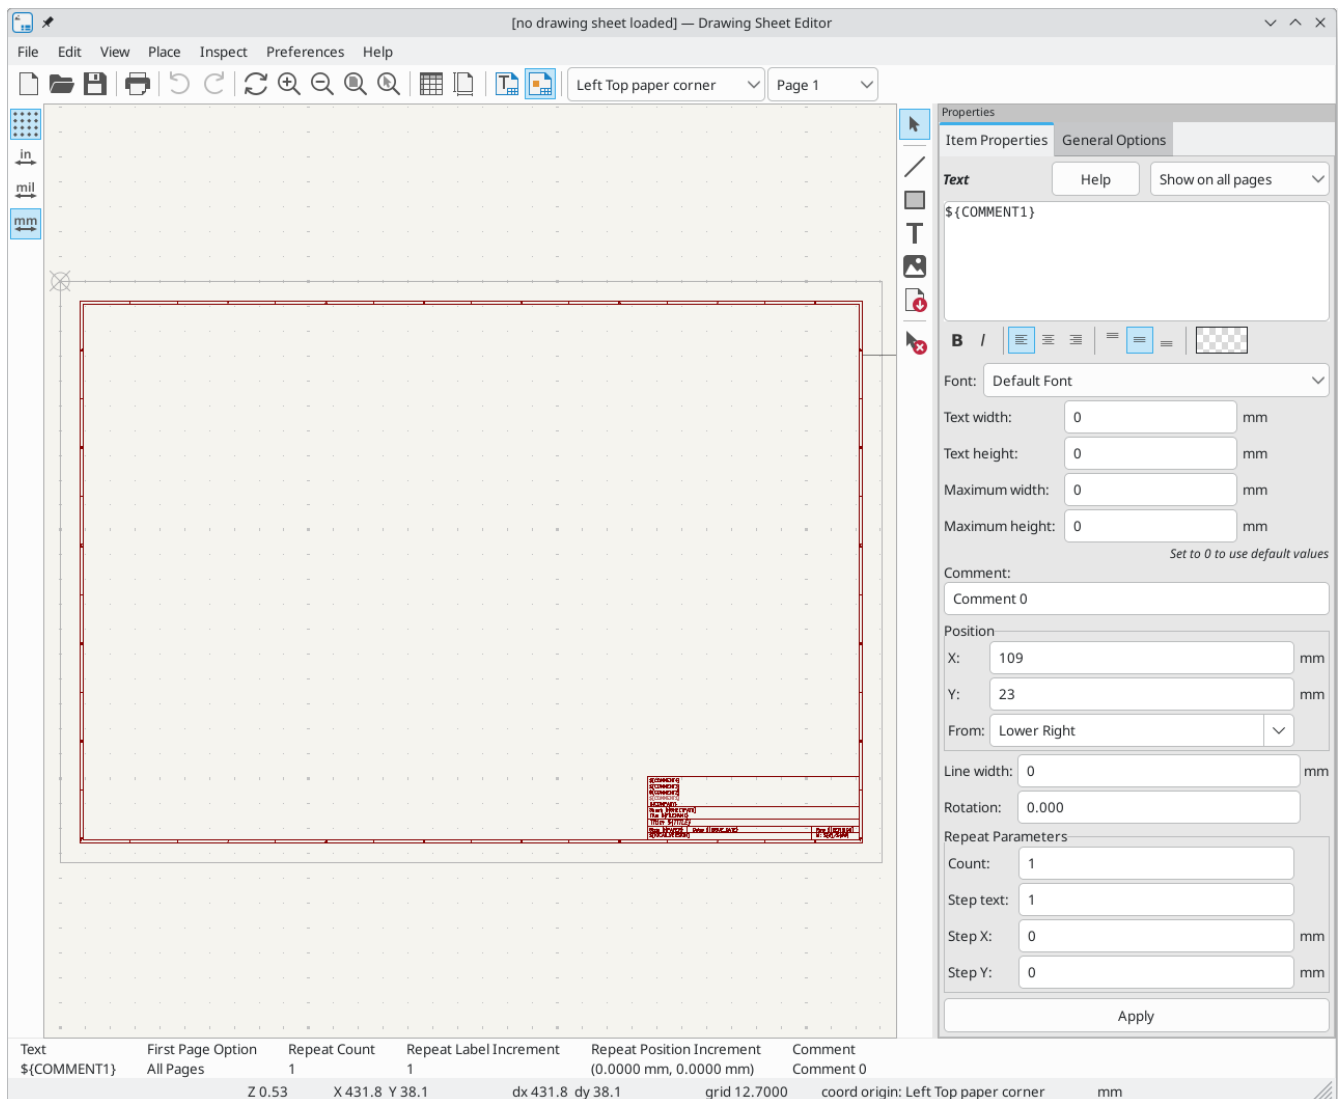 [no drawing sheet loaded] — Drawing Sheet Editor
File Edit View Place Inspect Preferences Help
Left Top paper corner Page 1
in
mil
mm
Properties
Item Properties General Options
Text Help Show on all pages
${COMMENT1}
B I
Font: Default Font
Text width: 0 mm
Text height: 0 mm
Maximum width: 0 mm
Maximum height: 0 mm
Set to 0 to use default values
Comment:
Comment 0
Position
X: 109 mm
Y: 23 mm
From: Lower Right
Line width: 0 mm
Rotation: 0.000
Repeat Parameters
Count: 1
Step text: 1
Step X: 0 mm
Step Y: 0 mm
Apply
Text First Page Option Repeat Count Repeat Label Increment Repeat Position Increment Comment
${COMMENT1} All Pages 1 1 (0.0000 mm, 0.0000 mm) Comment 0
Z 0.53 X 431.8 Y 38.1 dx 431.8 dy 38.1 grid 12.7000 coord origin: Left Top paper corner mm